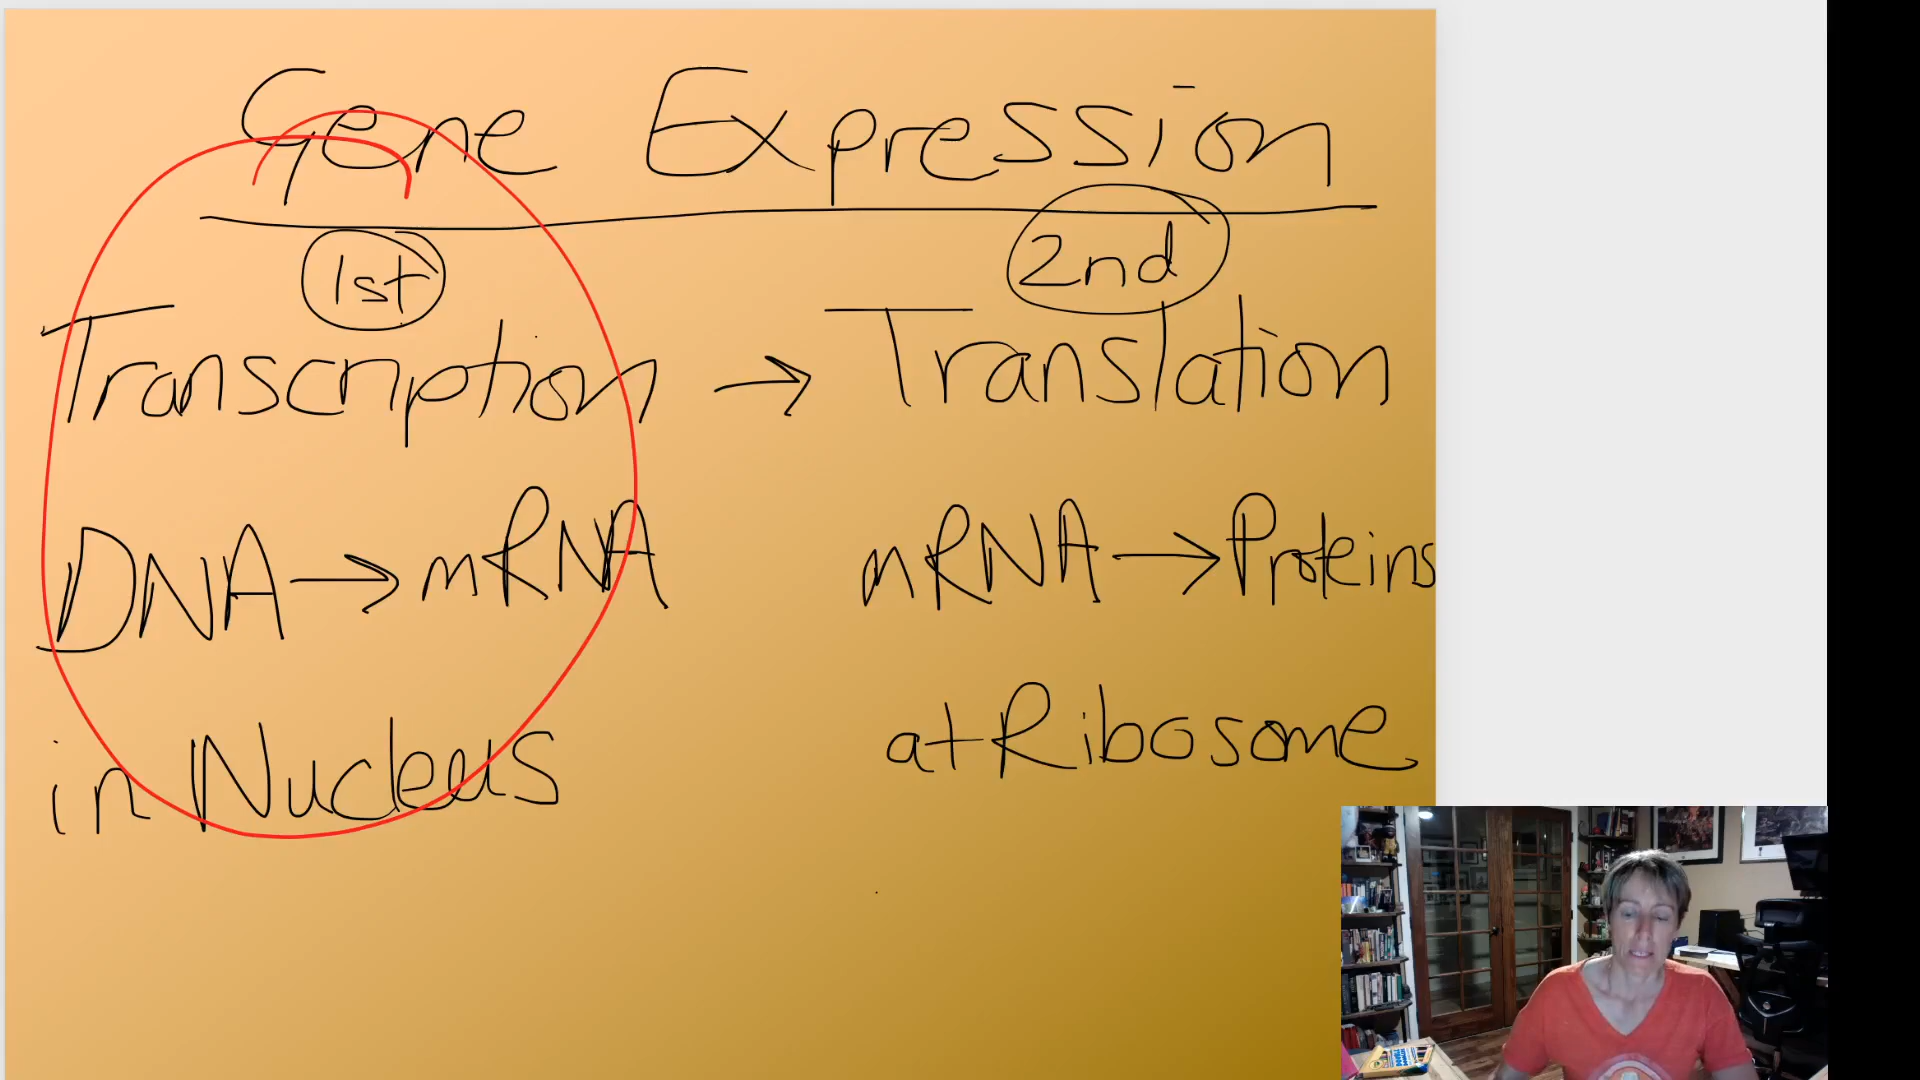 Gene Expression
1st
2nd
Transcription → Translation
DNA → mRNA
mRNA → Proteins
in Nucleus
at Ribosome